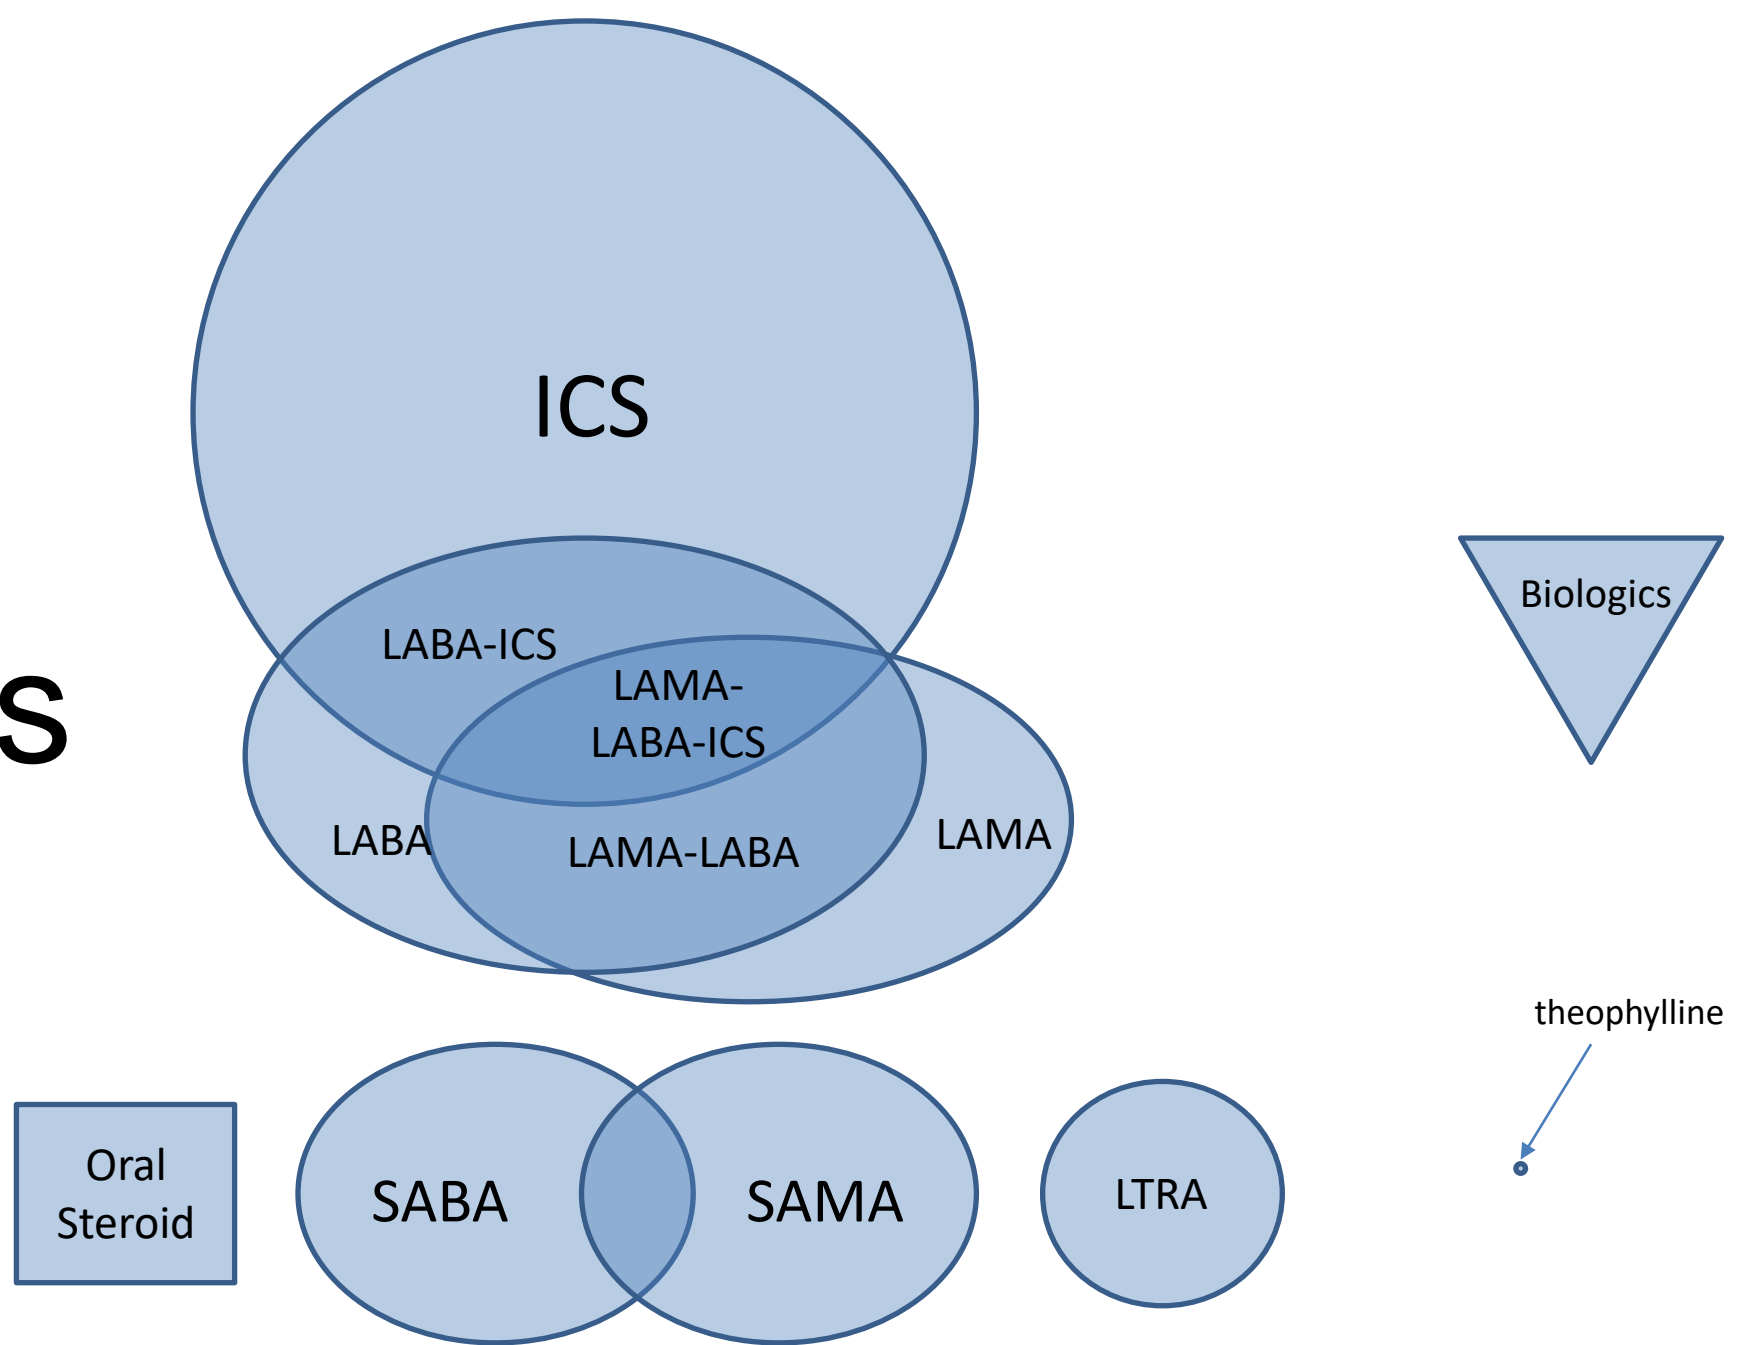 ICS
Biologics
LABA-ICS
LAMA-
LABA-ICS
s
LABA
LAMA-LABA
LAMA
theophylline
Oral
Steroid
SABA
SAMA
LTRA